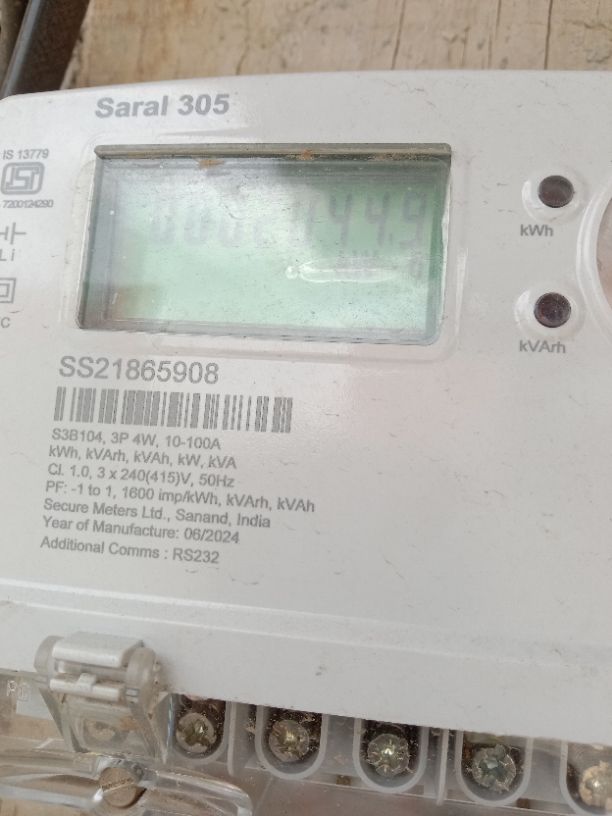 Saral 305
IS 13779
ISI
7200124290
Li
C
kWh
kVArh
SS21865908
S3B104, 3P 4W, 10-100A
kWh, kVArh, kVAh, kW, kVA
Cl. 1.0, 3 x 240(415)V, 50Hz
PF: -1 to 1, 1600 imp/kWh, kVArh, kVAh
Secure Meters Ltd., Sanand, India
Year of Manufacture: 06/2024
Additional Comms : RS232